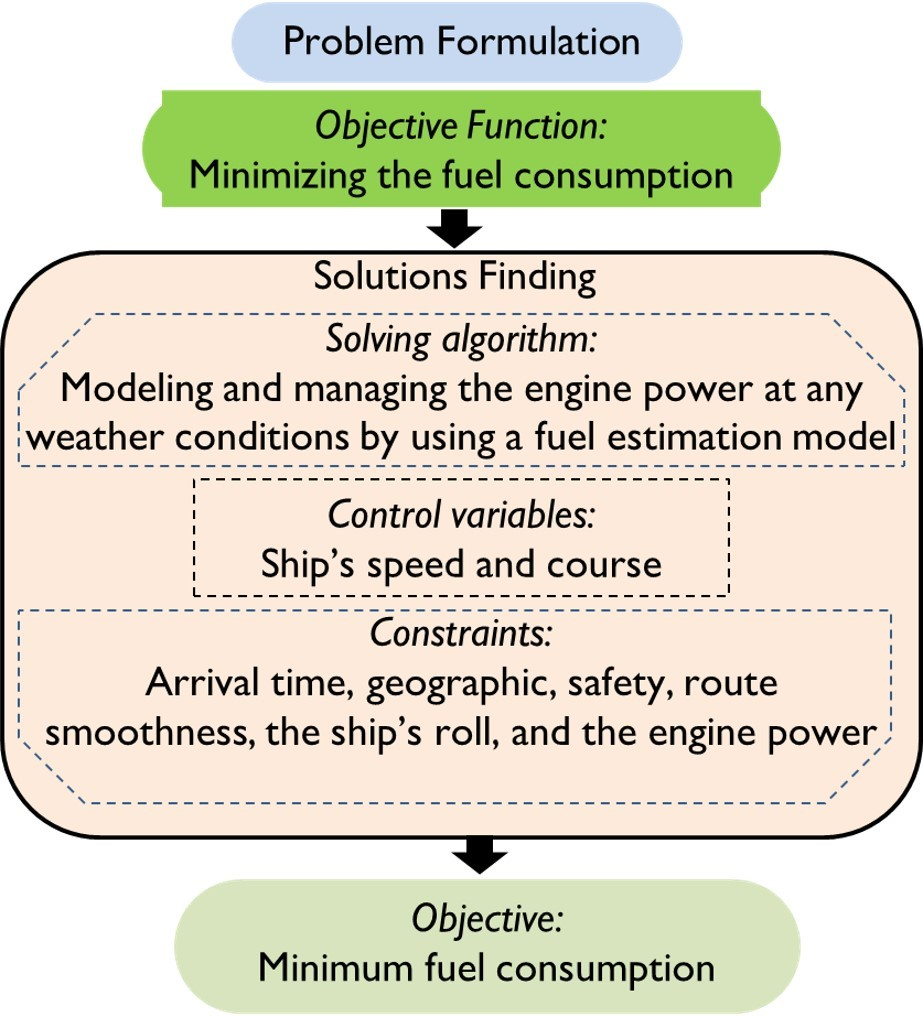 Problem Formulation
Objective Function:
Minimizing the fuel consumption
Solutions Finding
Solving algorithm:
Modeling and managing the engine power at any
weather conditions by using a fuel estimation model
Control variables:
Ship’s speed and course
Constraints:
Arrival time, geographic, safety, route
smoothness, the ship’s roll, and the engine power
Objective:
Minimum fuel consumption